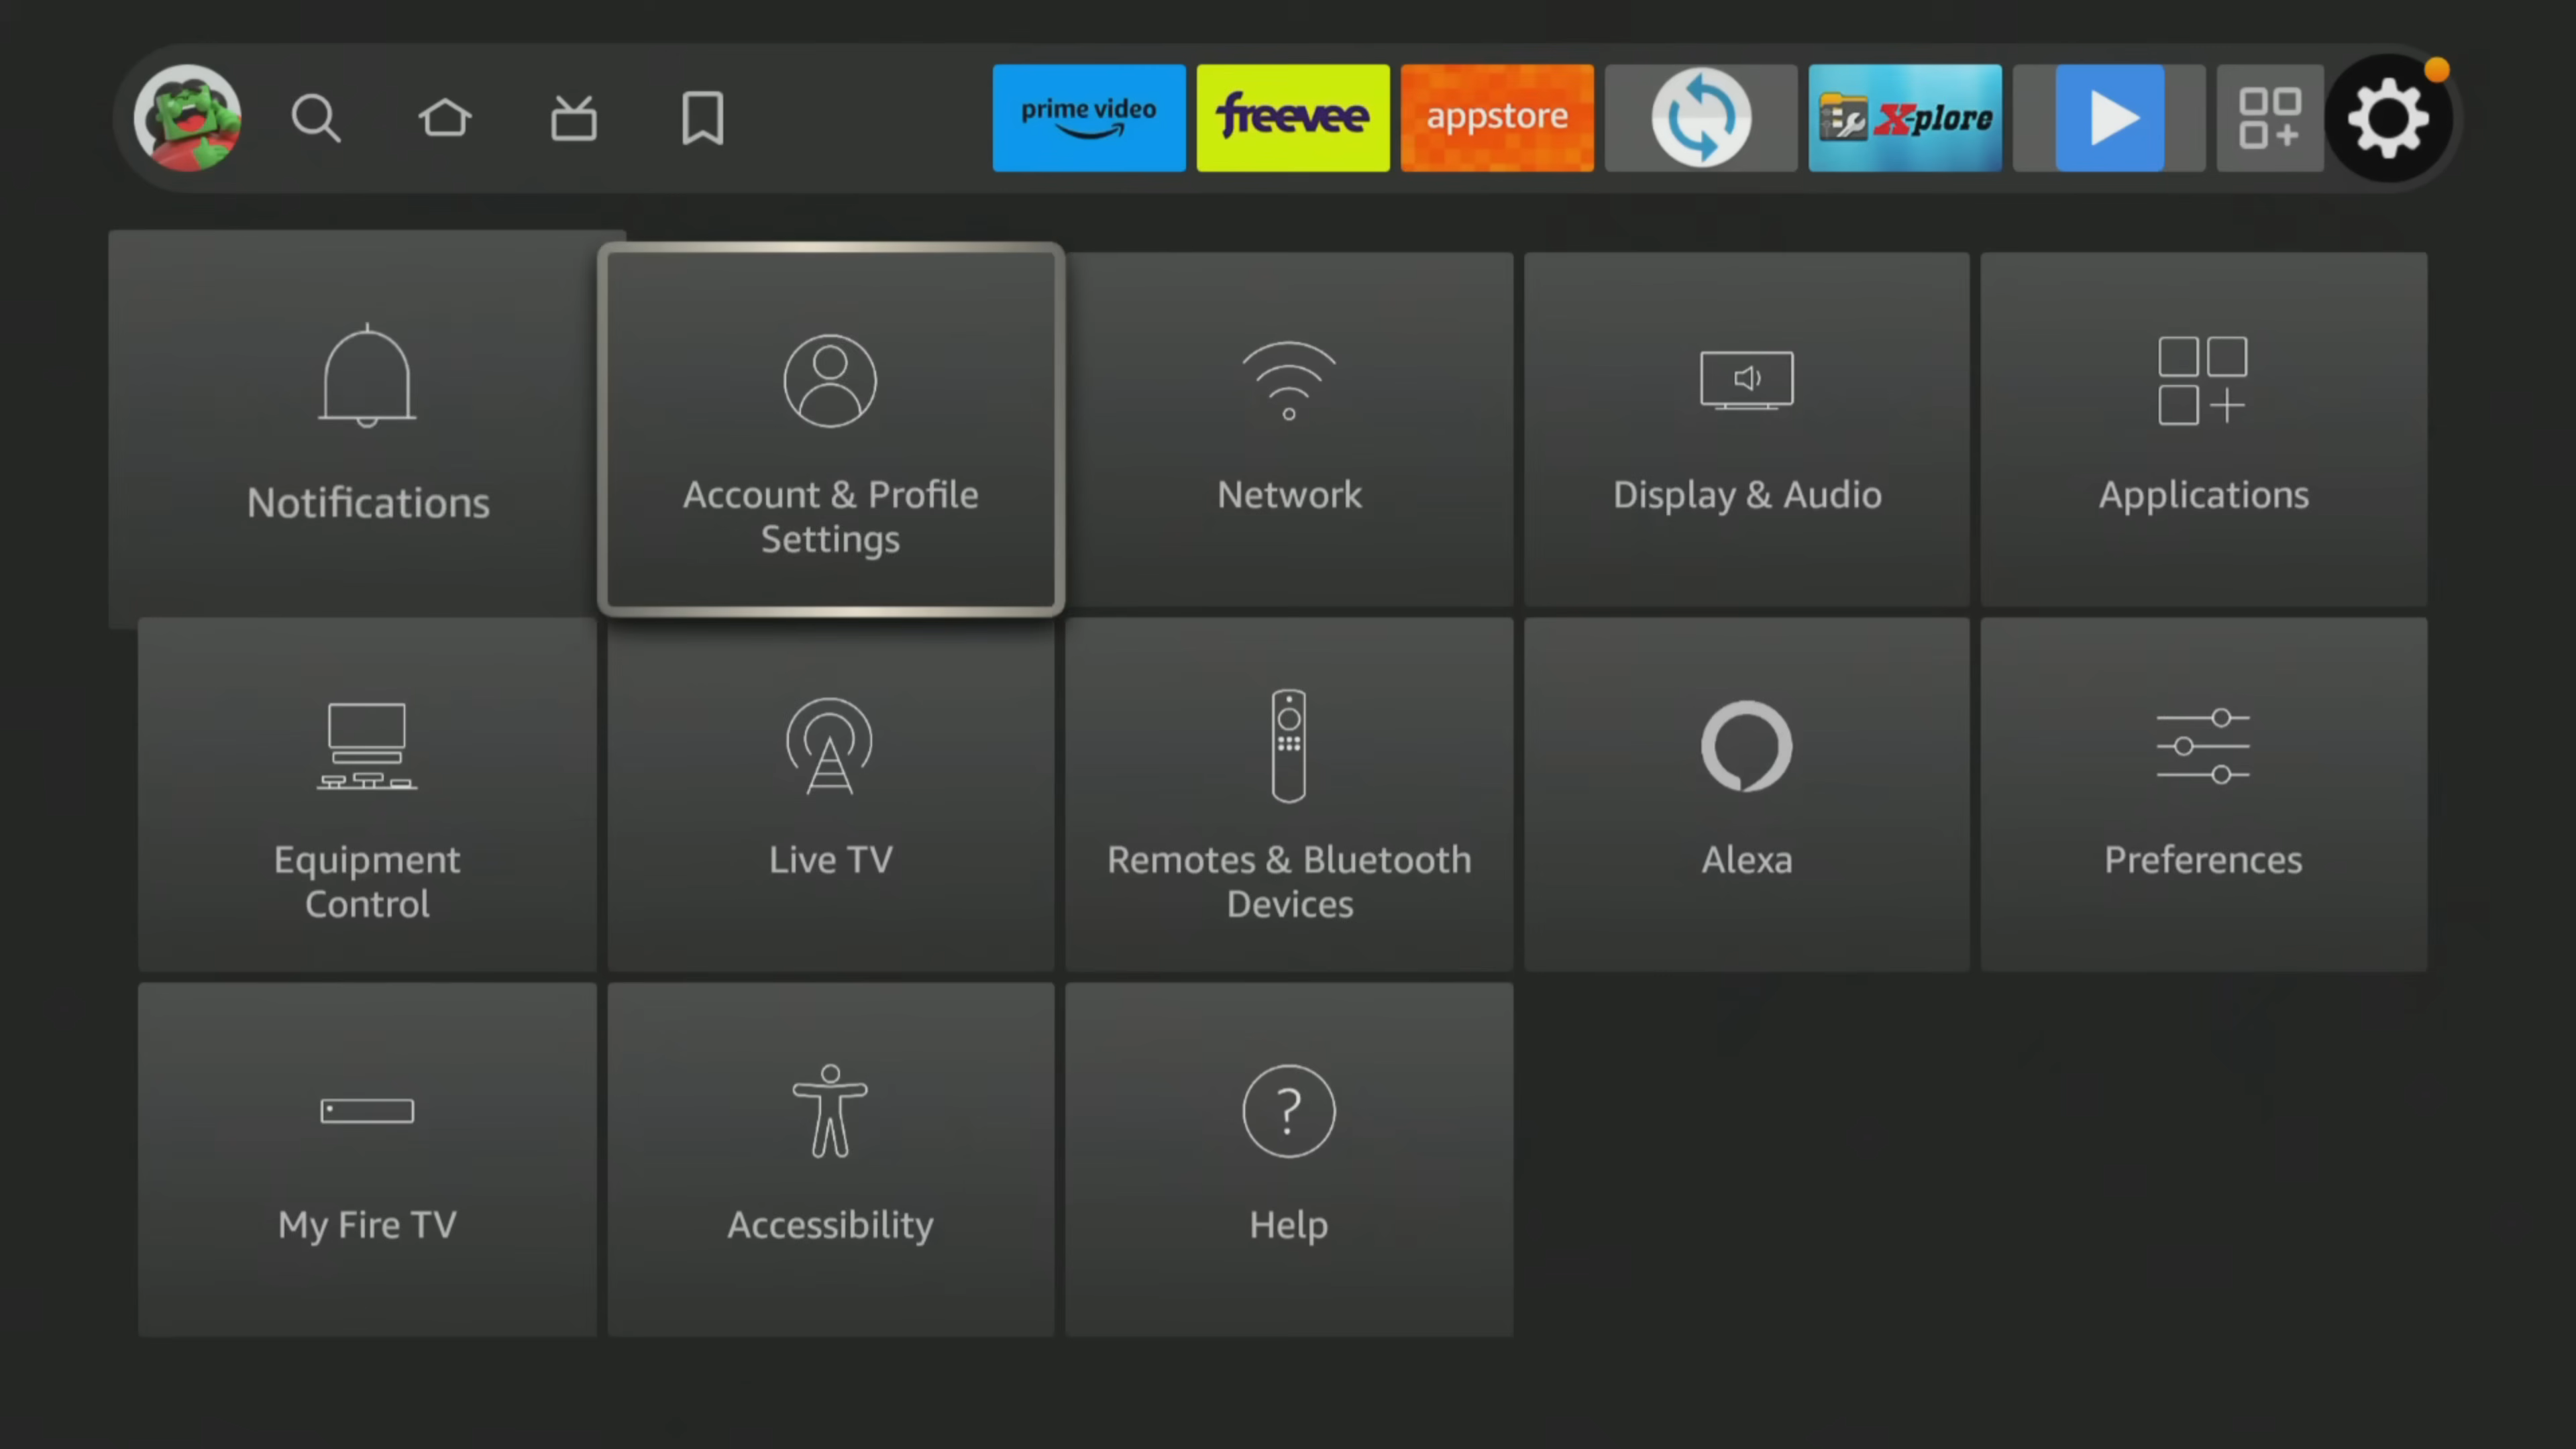 prime video
freevee
appstore
X-plore
Notifications
Account & Profile
Settings
Network
Display & Audio
Applications
Equipment
Control
Live TV
Remotes & Bluetooth
Devices
Alexa
Preferences
My Fire TV
Accessibility
Help